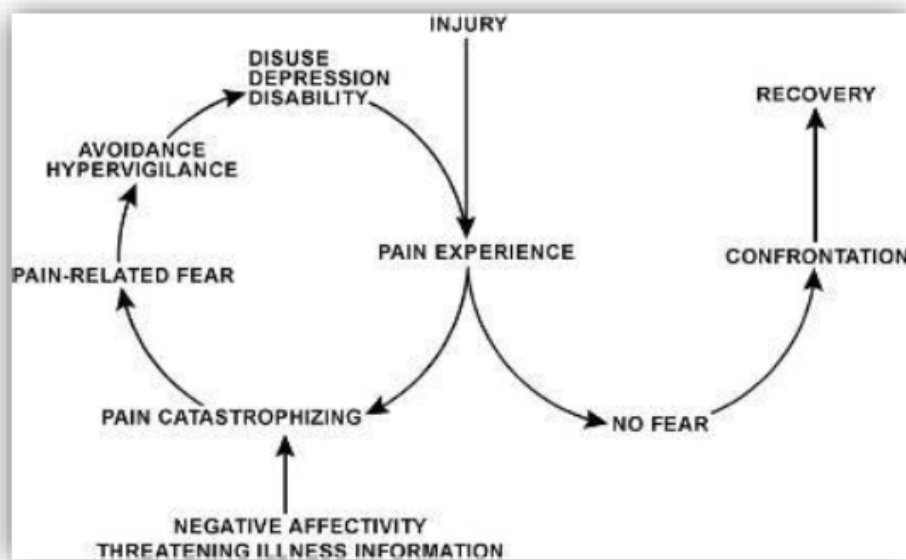 INJURY
DISUSE
DEPRESSION
DISABILITY
RECOVERY
AVOIDANCE
HYPERVIGILANCE
PAIN EXPERIENCE
CONFRONTATION
PAIN-RELATED FEAR
PAIN CATASTROPHIZING
NO FEAR
NEGATIVE AFFECTIVITY
THREATENING ILLNESS INFORMATION